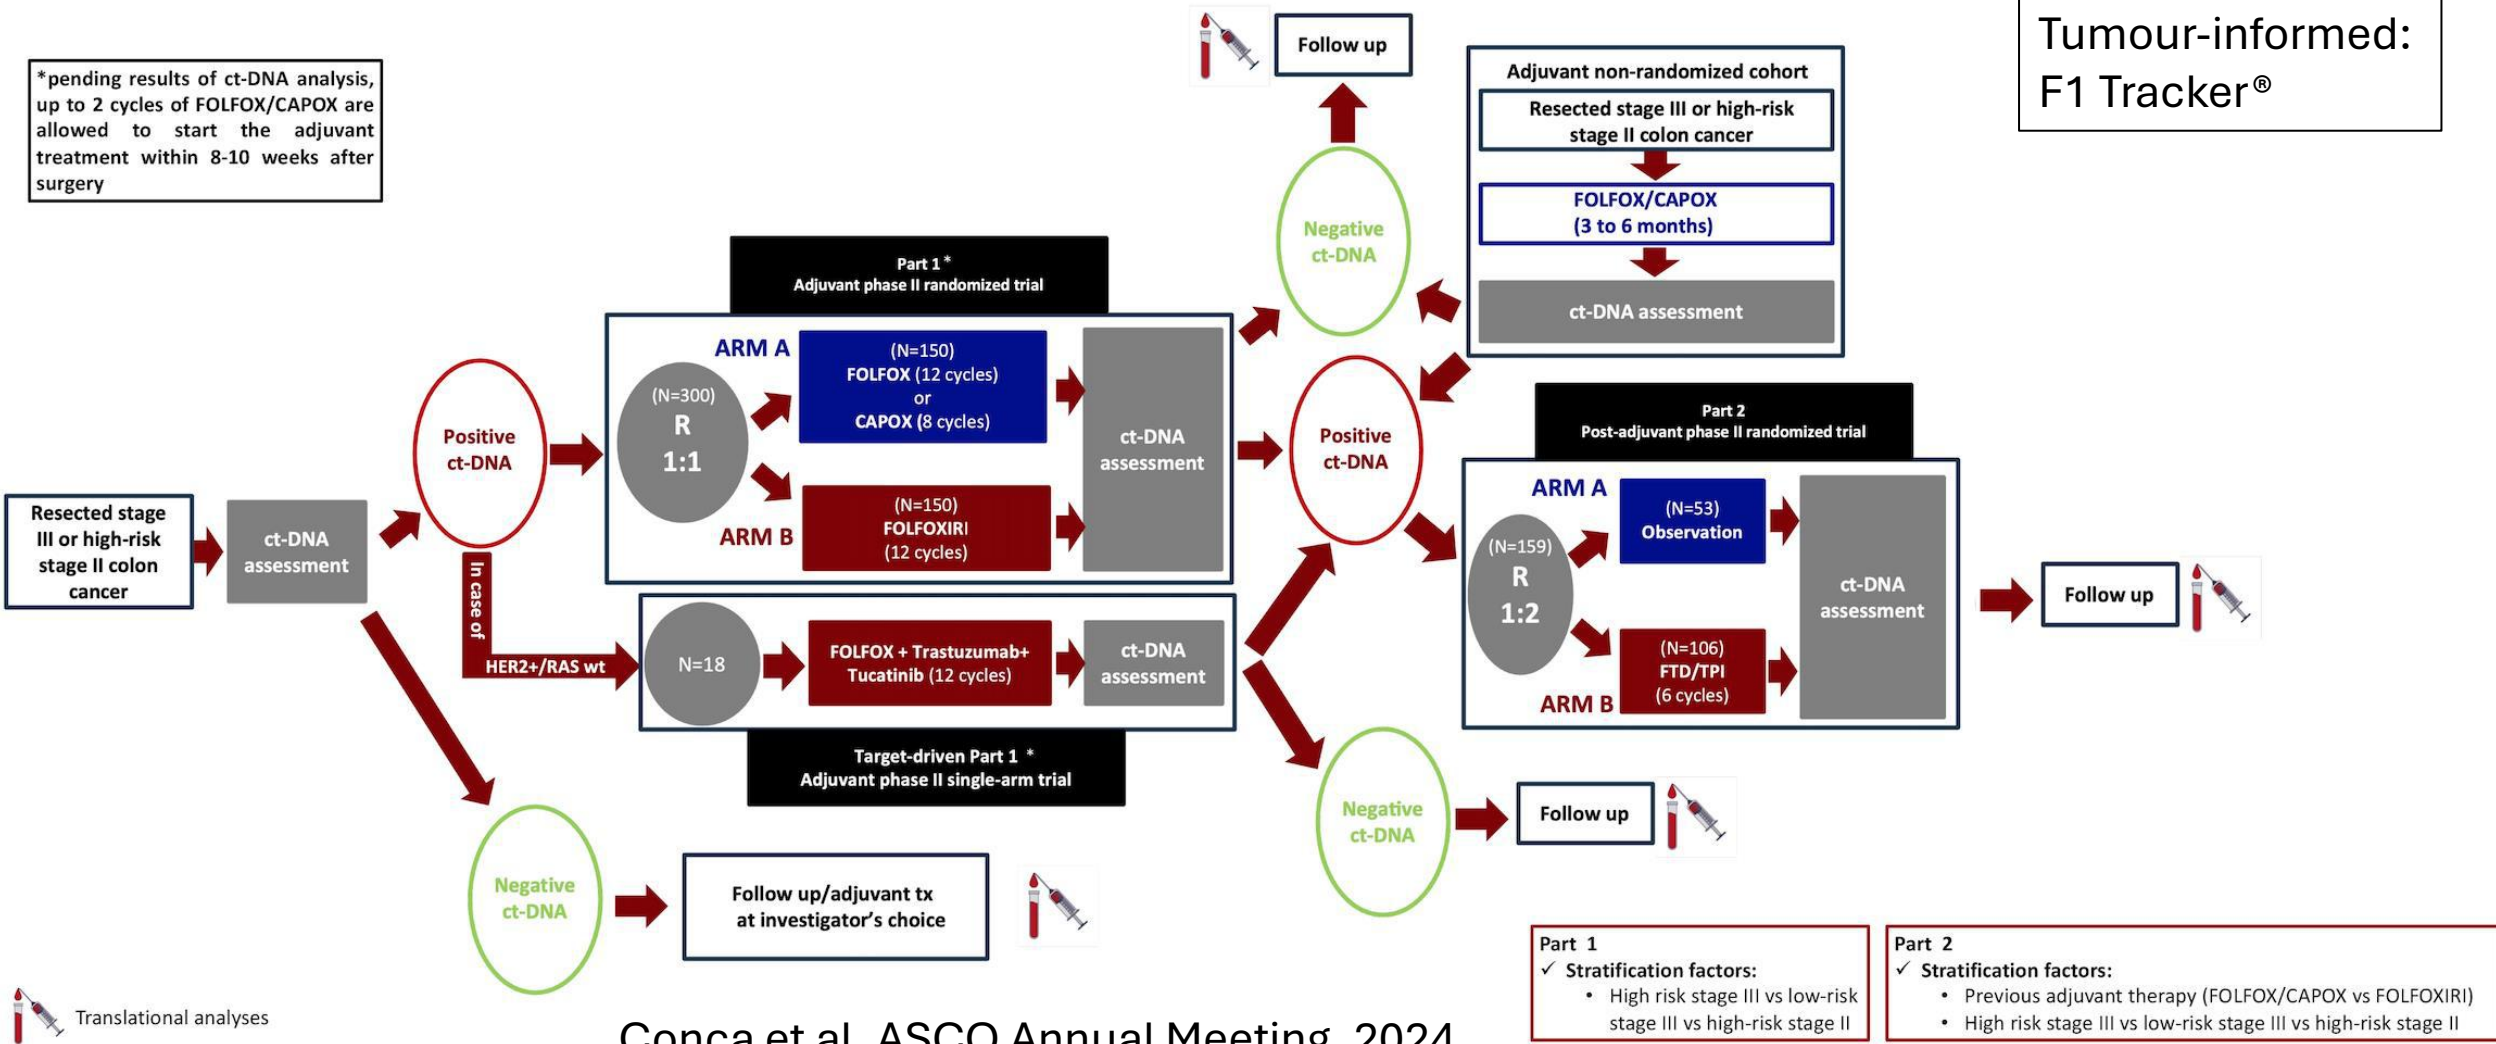 *pending results of ct-DNA analysis,
up to 2 cycles of FOLFOX/CAPOX are
allowed to start the adjuvant
treatment within 8-10 weeks after
surgery
Tumour-informed:
F1 Tracker®
Resected stage
III or high-risk
stage II colon
cancer
ct-DNA
assessment
Positive
ct-DNA
In case of
HER2+/RAS wt
Negative
ct-DNA
Follow up/adjuvant tx
at investigator's choice
Part 1 *
Adjuvant phase II randomized trial
(N=300)
R
1:1
ARM A
(N=150)
FOLFOX (12 cycles)
or
CAPOX (8 cycles)
ARM B
(N=150)
FOLFOXIRI
(12 cycles)
ct-DNA
assessment
N=18
FOLFOX + Trastuzumab+
Tucatinib (12 cycles)
ct-DNA
assessment
Target-driven Part 1 *
Adjuvant phase II single-arm trial
Follow up
Negative
ct-DNA
Positive
ct-DNA
Negative
ct-DNA
Follow up
Adjuvant non-randomized cohort
Resected stage III or high-risk
stage II colon cancer
FOLFOX/CAPOX
(3 to 6 months)
ct-DNA assessment
Part 2
Post-adjuvant phase II randomized trial
(N=159)
R
1:2
ARM A
(N=53)
Observation
ARM B
(N=106)
FTD/TPI
(6 cycles)
ct-DNA
assessment
Follow up
Part 1
✓ Stratification factors:
• High risk stage III vs low-risk
stage III vs high-risk stage II
Part 2
✓ Stratification factors:
• Previous adjuvant therapy (FOLFOX/CAPOX vs FOLFOXIRI)
• High risk stage III vs low-risk stage III vs high-risk stage II
Translational analyses
Conca et al, ASCO Annual Meeting, 2024